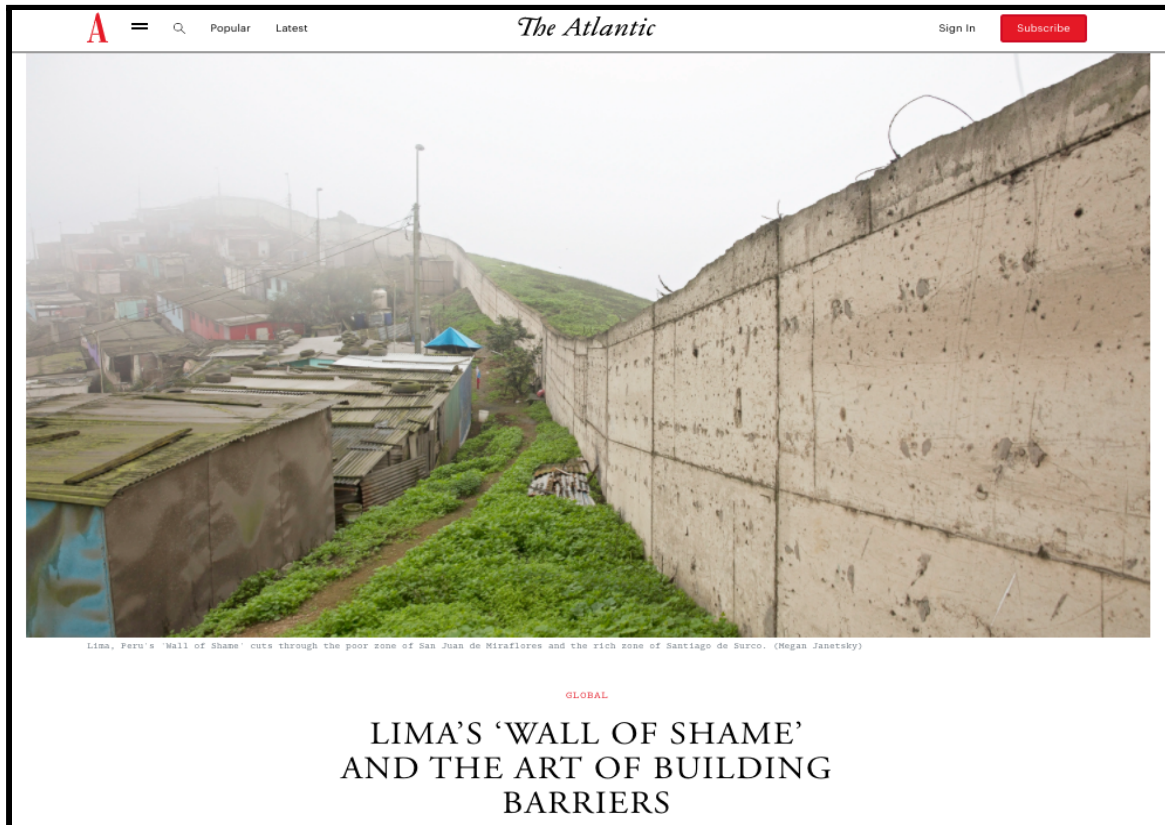 A Popular Latest The Atlantic Sign In Subscribe
Lima, Peru's 'Wall of Shame' cuts through the poor zone of San Juan de Miraflores and the rich zone of Santiago de Surco. (Megan Janetsky)
GLOBAL
LIMA’S ‘WALL OF SHAME’
AND THE ART OF BUILDING
BARRIERS